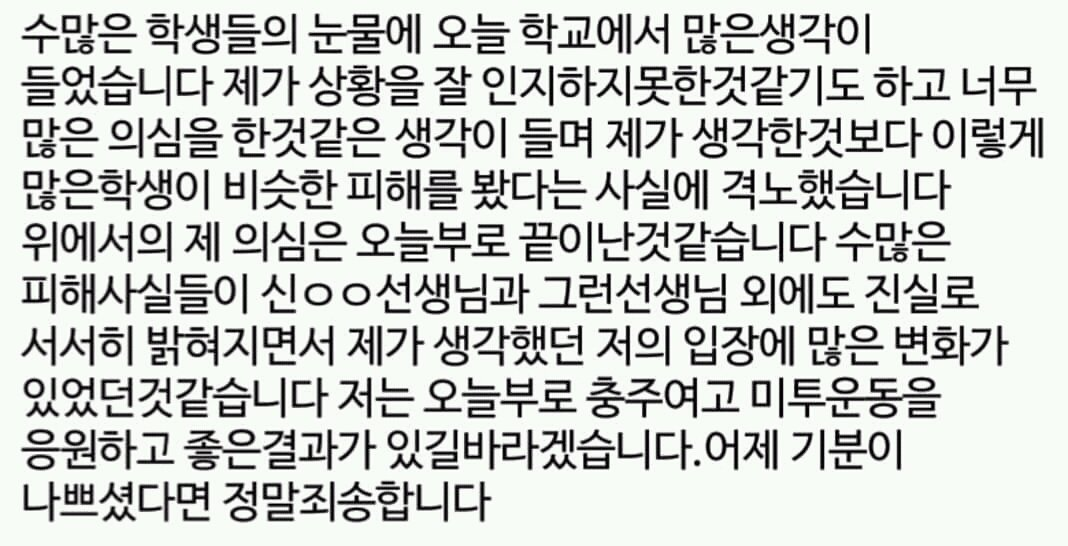 수많은 학생들의 눈물에 오늘 학교에서 많은생각이
들었습니다 제가 상황을 잘 인지하지못한것같기도 하고 너무
많은 의심을 한것같은 생각이 들며 제가 생각한것보다 이렇게
많은학생이 비슷한 피해를 봤다는 사실에 격노했습니다
위에서의 제 의심은 오늘부로 끝이난것같습니다 수많은
피해사실들이 신ㅇㅇ선생님과 그런선생님 외에도 진실로
서서히 밝혀지면서 제가 생각했던 저의 입장에 많은 변화가
있었던것같습니다 저는 오늘부로 충주여고 미투운동을
응원하고 좋은결과가 있길바라겠습니다.어제 기분이
나쁘셨다면 정말죄송합니다